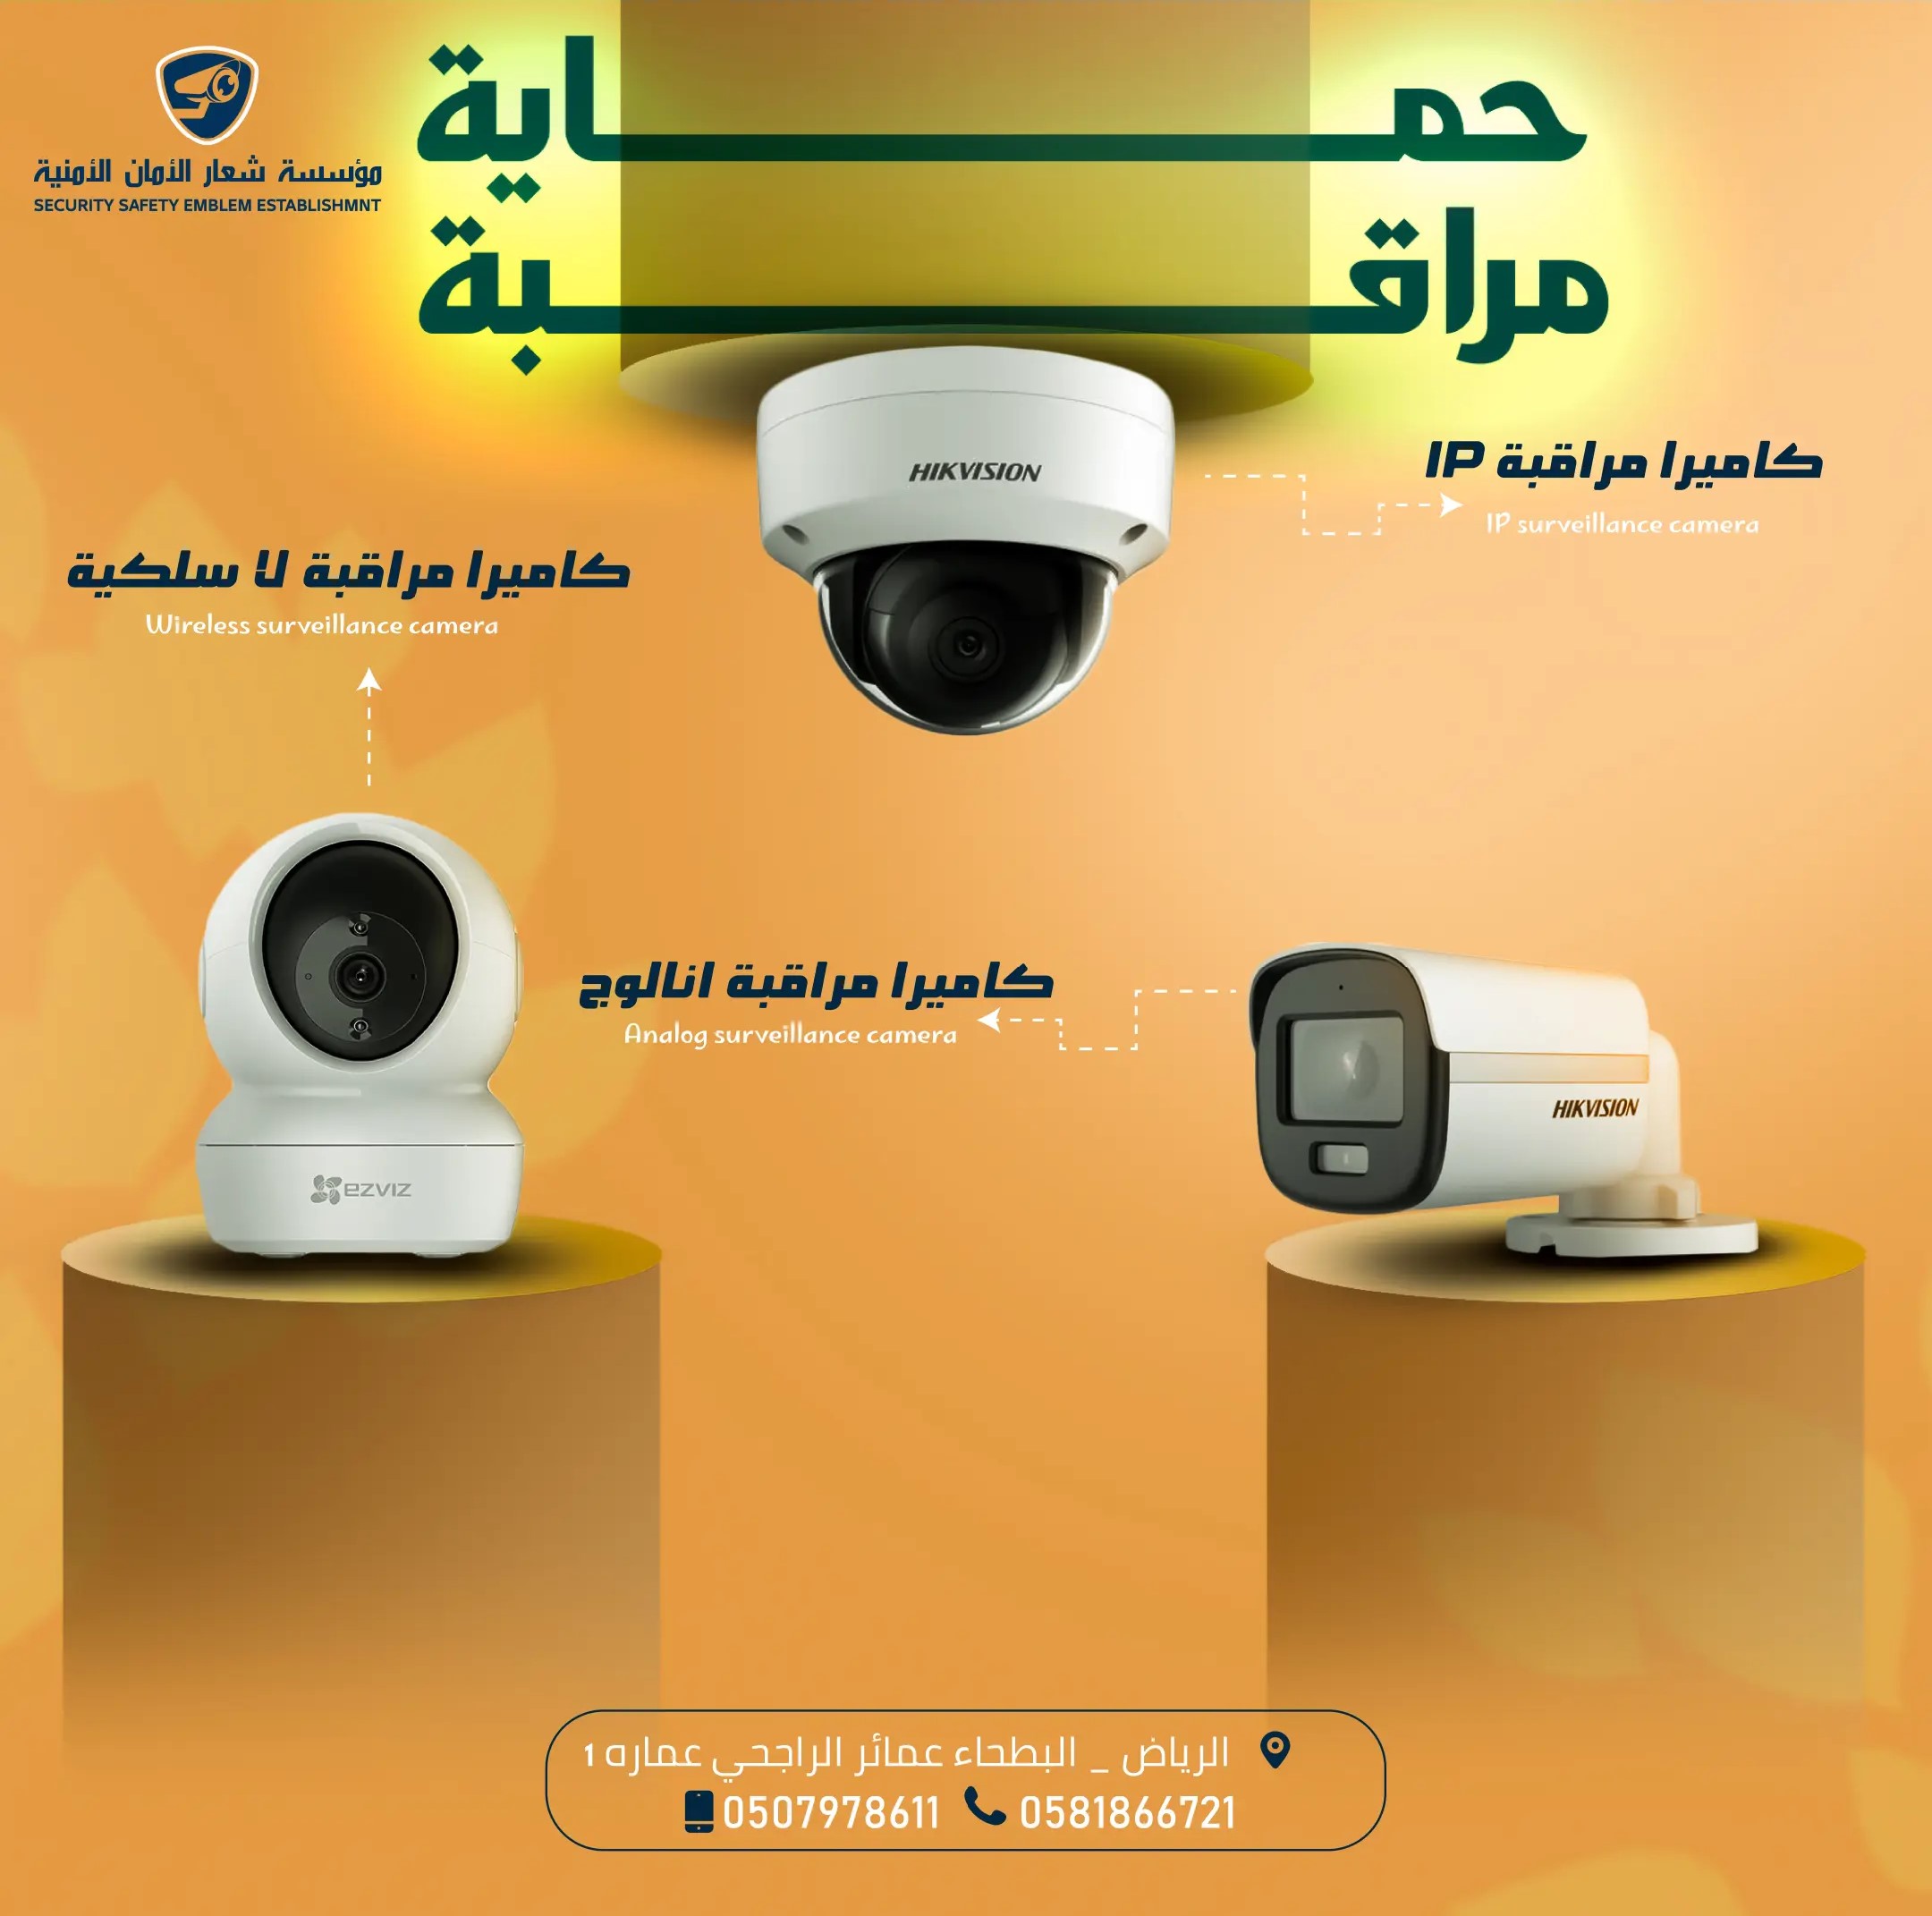 حمـــاية
مراقـــبة
مؤسسة شعار الأمان الأمنية
SECURITY SAFETY EMBLEM ESTABLISHMNT
HIKVISION
كاميرا مراقبة IP
IP surveillance camera
كاميرا مراقبة لا سلكية
Wireless surveillance camera
كاميرا مراقبة انالوج
Analog surveillance camera
HIKVISION
ezviz
الرياض _ البطحاء عمائر الراجحي عماره 1
0507978611 0581866721